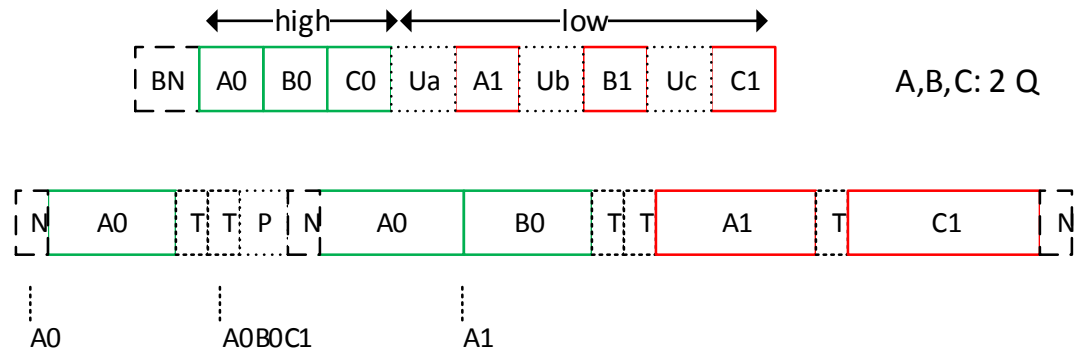 high low
BN A0 B0 C0 Ua A1 Ub B1 Uc C1 A,B,C: 2 Q
N A0 T T P N A0 B0 T T A1 T C1 N
A0 A0B0C1 A1